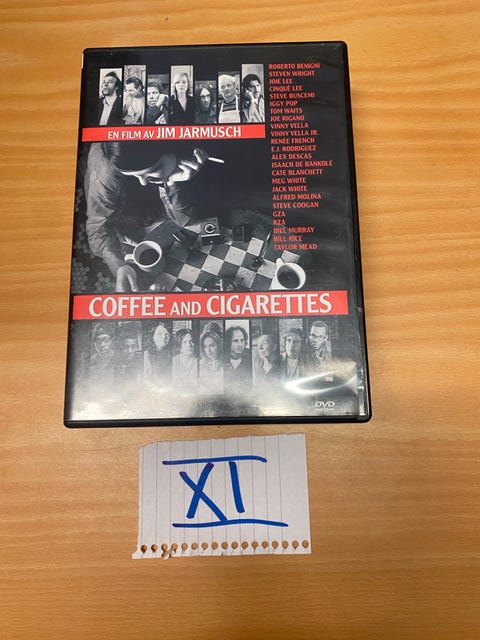 ROBERTO BENIGNI
STEVEN WRIGHT
JOIE LEE
CINQUÉ LEE
STEVE BUSCEMI
IGGY POP
TOM WAITS
JOE RIGANO
VINNY VELLA
VINNY VELLA JR.
RENÉE FRENCH
E.J. RODRIGUEZ
ALEX DESCAS
ISAACH DE BANKOLÉ
CATE BLANCHETT
MEG WHITE
JACK WHITE
ALFRED MOLINA
STEVE COOGAN
GZA
RZA
BILL MURRAY
BILL RICE
TAYLOR MEAD
EN FILM AV JIM JARMUSCH
COFFEE AND CIGARETTES
DVD
XI